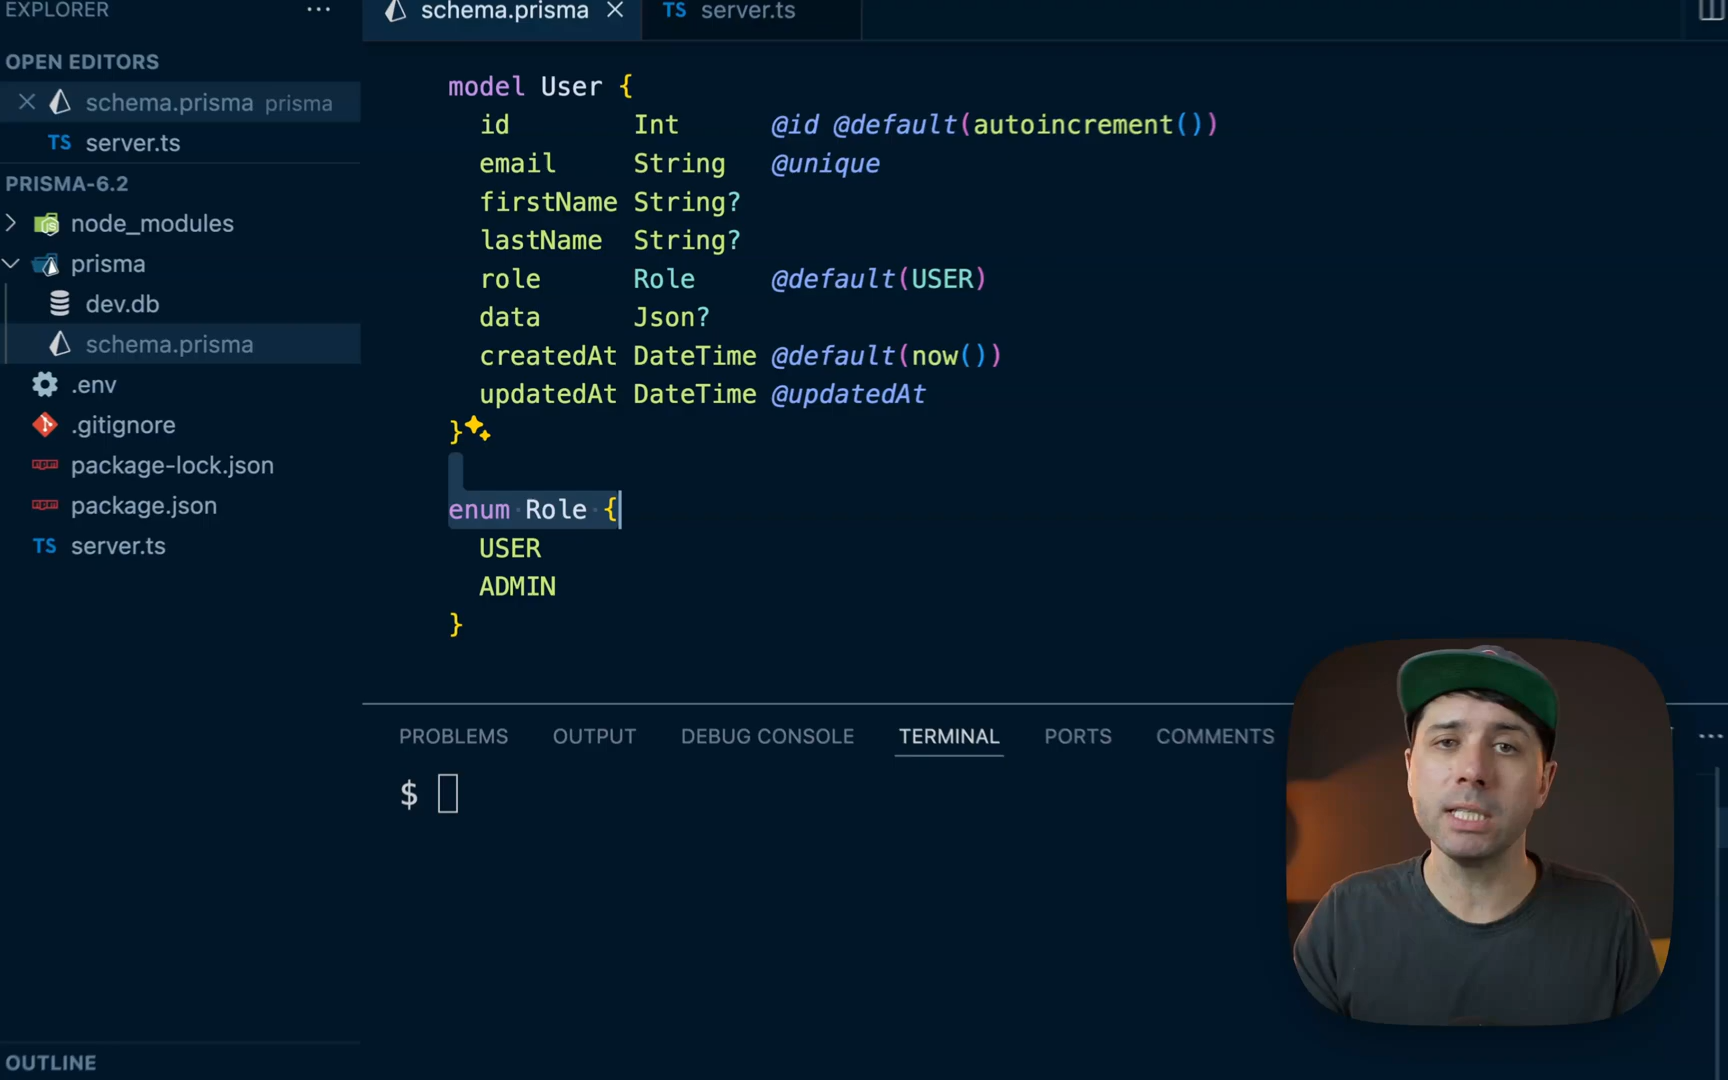 EXPLORER
schema.prisma
TS server.ts
OPEN EDITORS
schema.prisma prisma
TS server.ts
PRISMA-6.2
node_modules
prisma
dev.db
schema.prisma
.env
.gitignore
package-lock.json
package.json
TS server.ts
OUTLINE
model User {
id Int @id @default(autoincrement())
email String @unique
firstName String?
lastName String?
role Role @default(USER)
data Json?
createdAt DateTime @default(now())
updatedAt DateTime @updatedAt
}
enum Role {
USER
ADMIN
}
PROBLEMS OUTPUT DEBUG CONSOLE TERMINAL PORTS COMMENTS
$